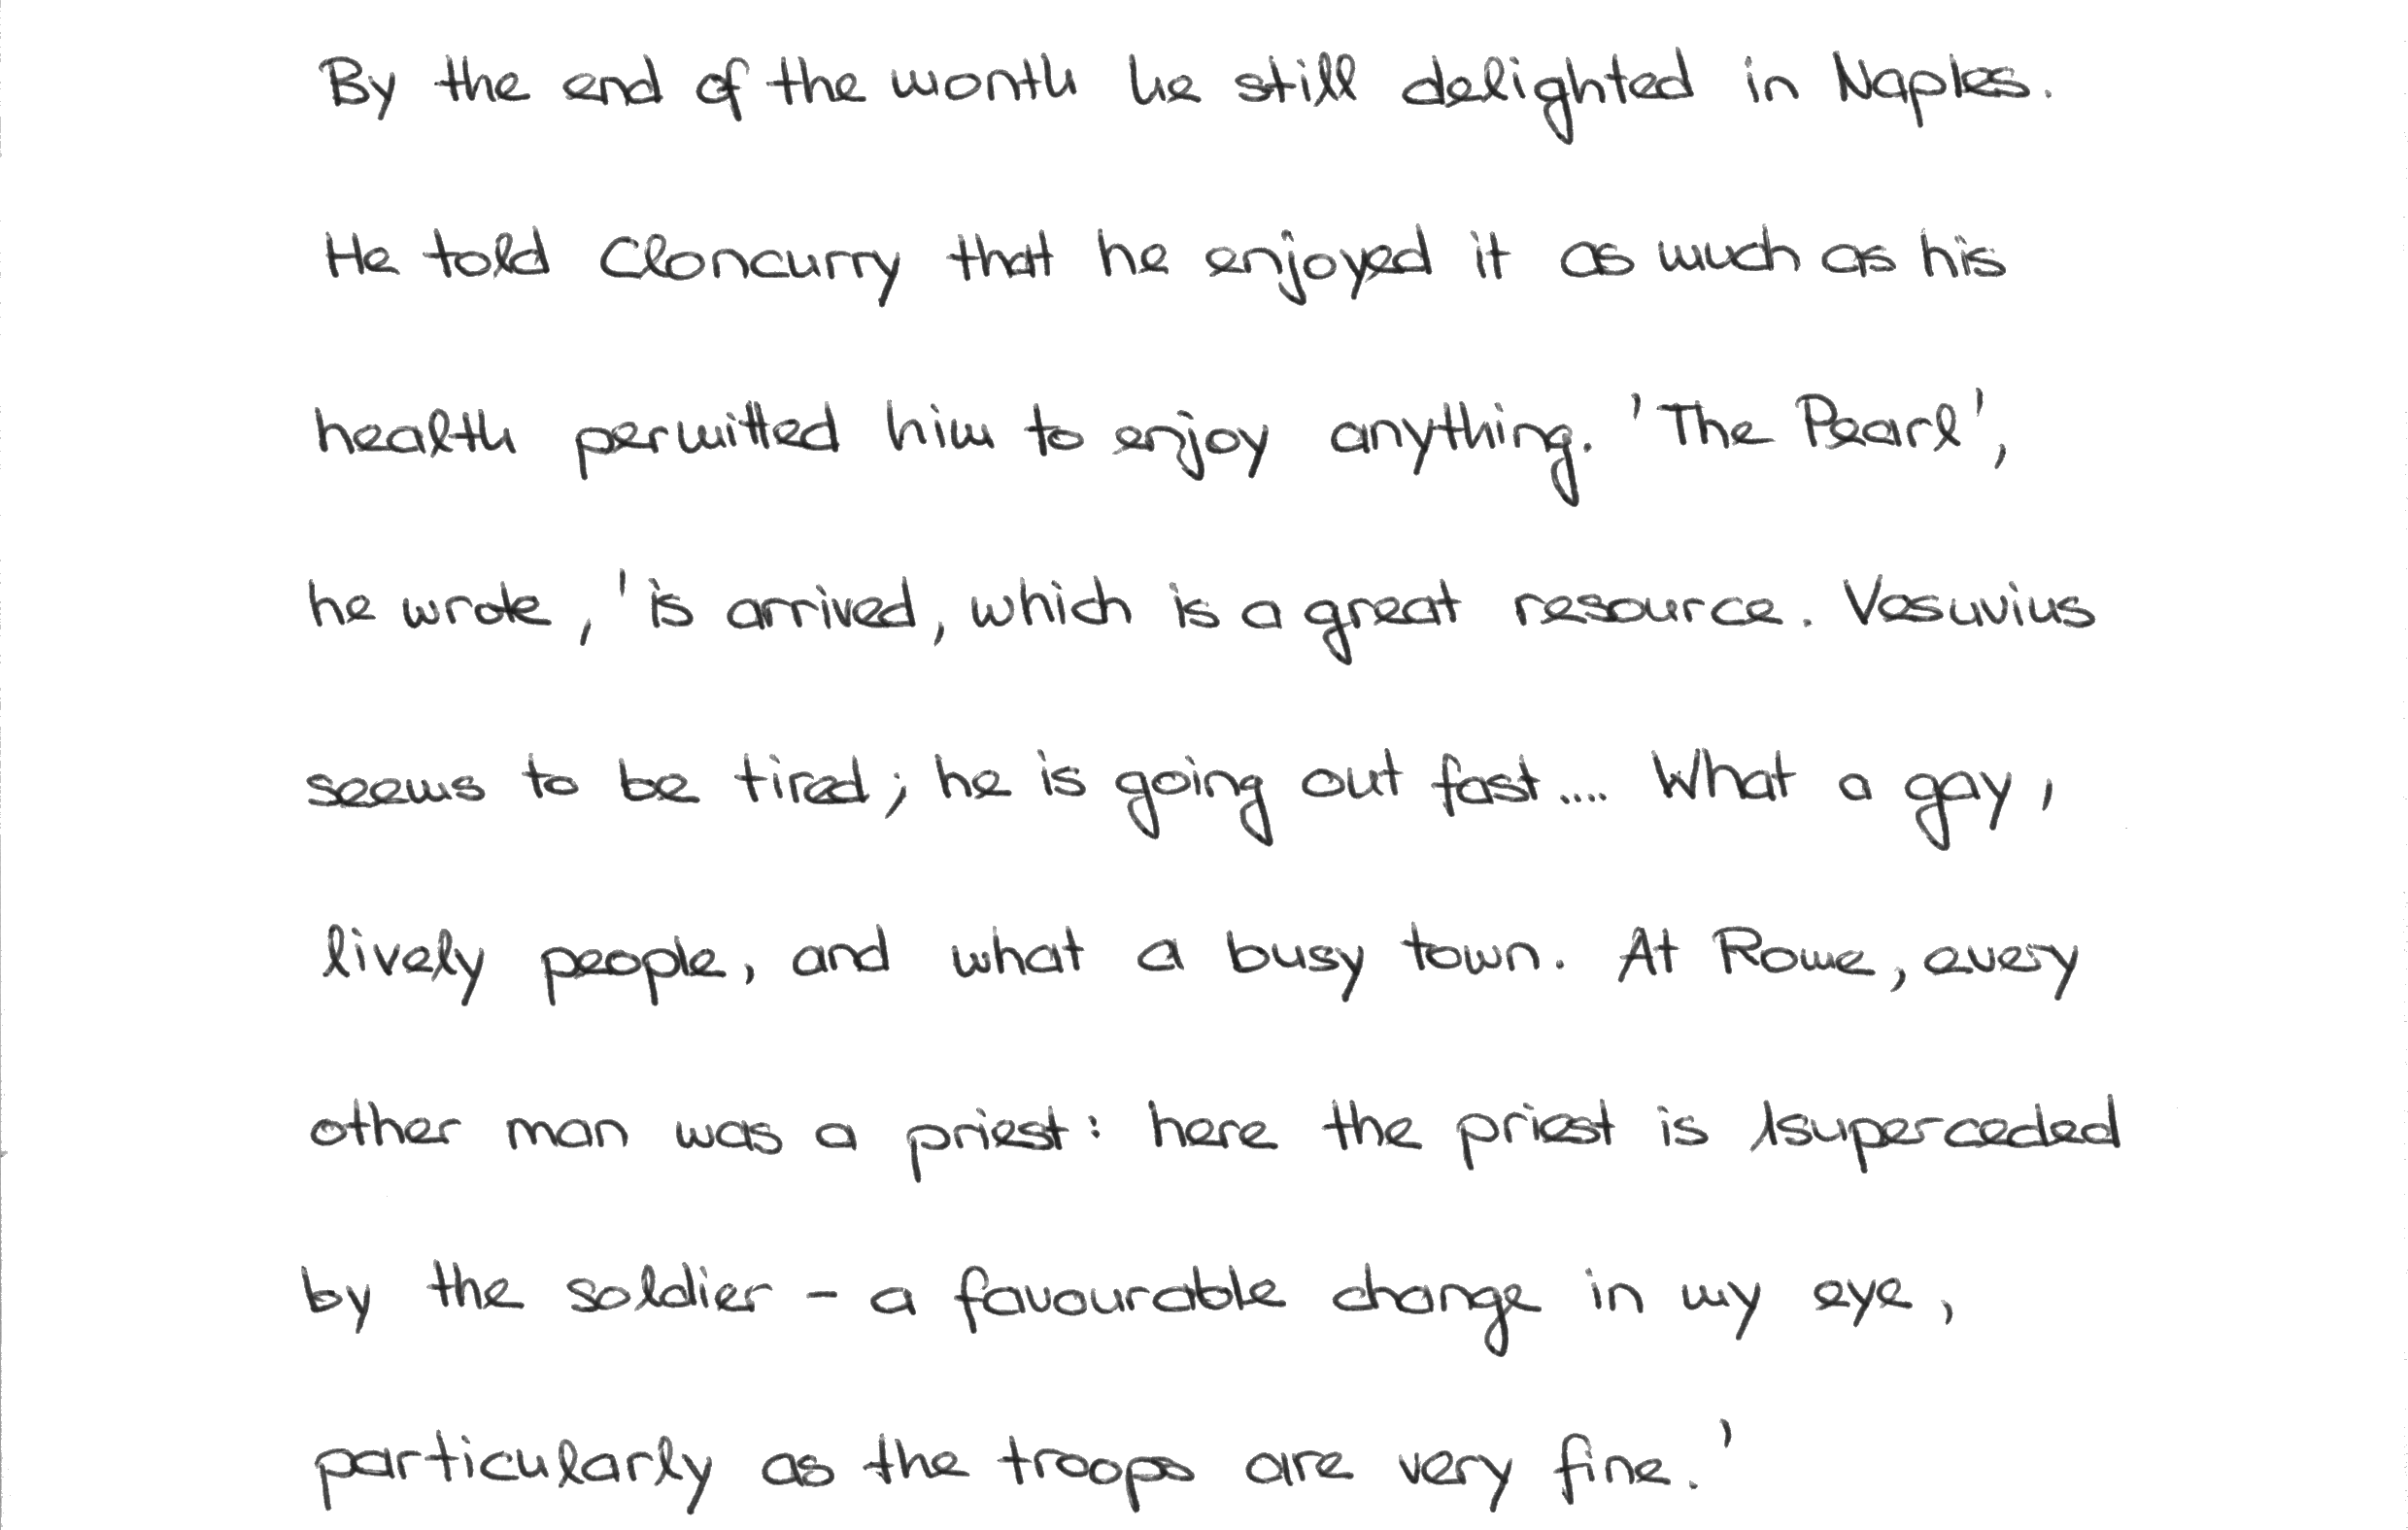 By the end of the month he still delighted in Naples.
He told Cloncurry that he enjoyed it as much as his
health permitted him to enjoy anything. 'The Pearl',
he wrote, 'is arrived, which is a great resource. Vesuvius
seems to be tired; he is going out fast.... What a gay,
lively people, and what a busy town. At Rome, every
other man was a priest: here the priest is superceded
by the soldier - a favourable change in my eye,
particularly as the troops are very fine.'